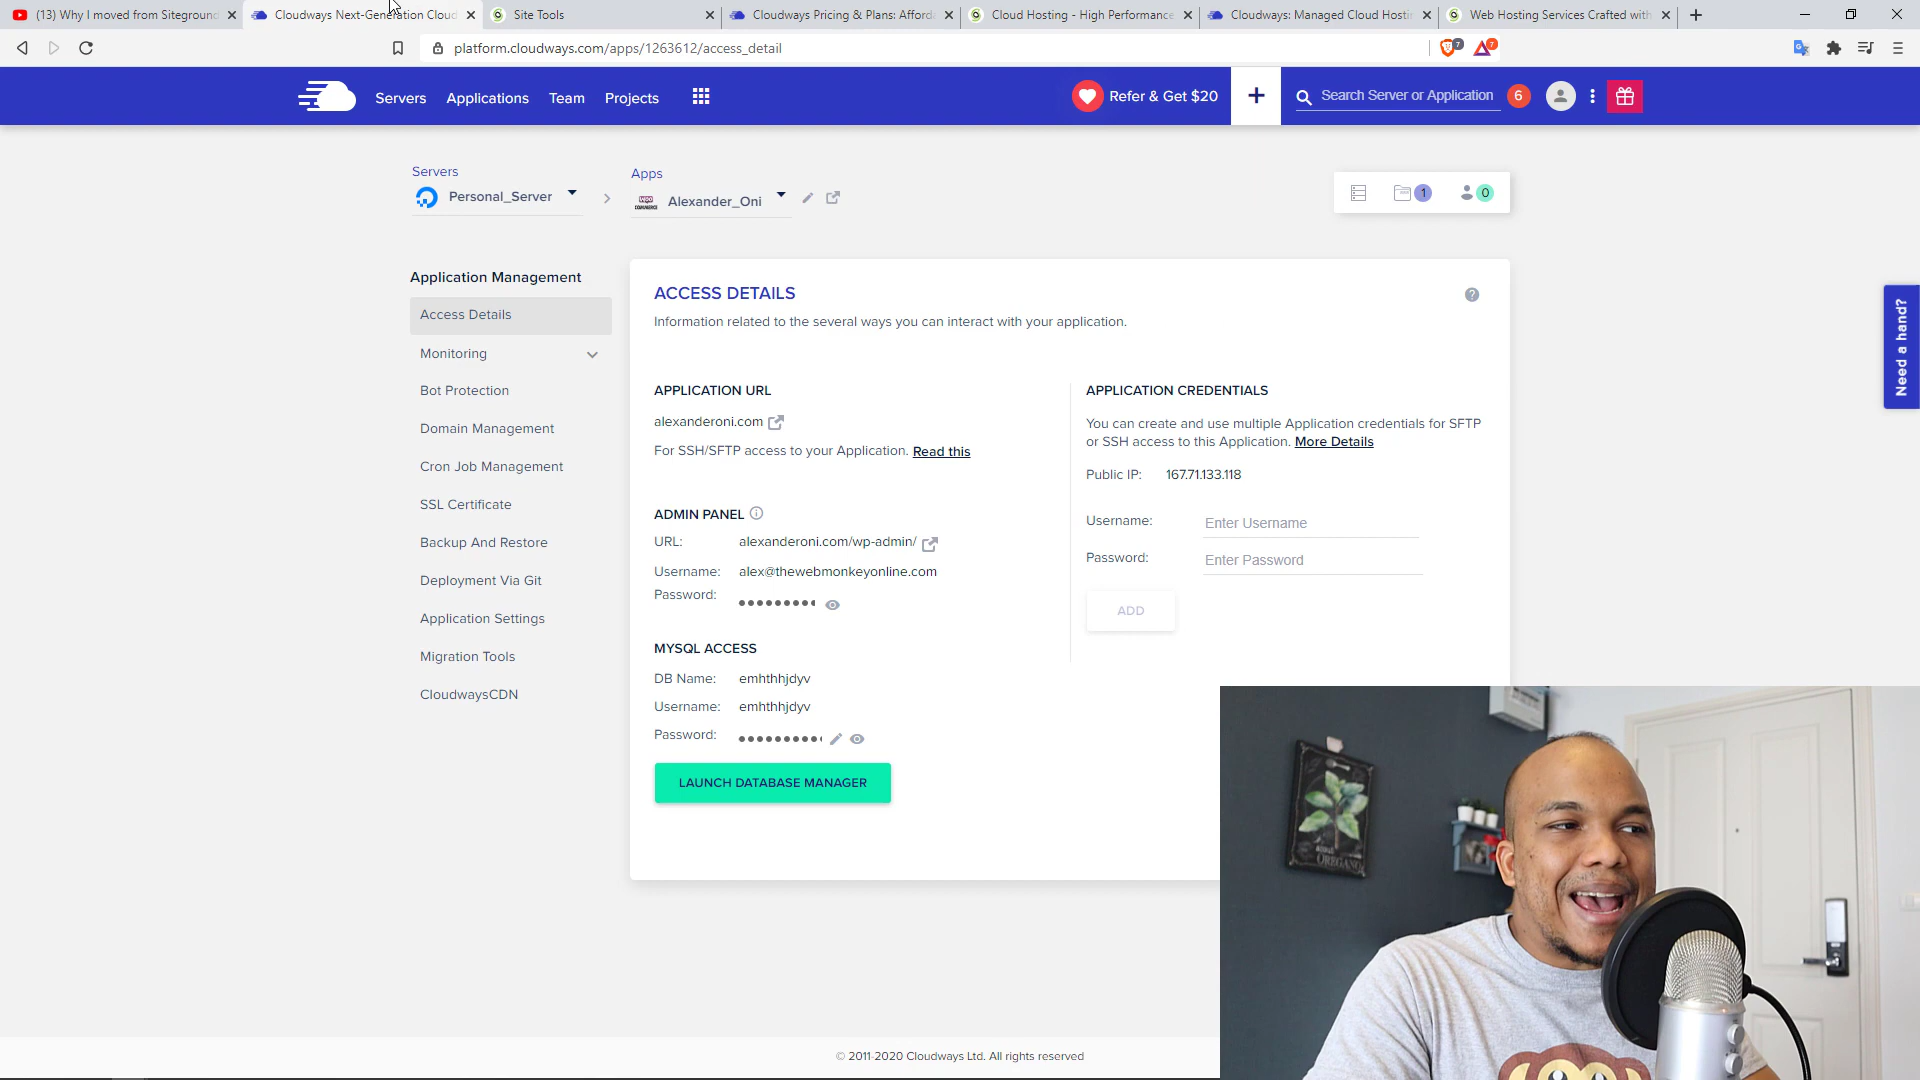 (13) Why I moved from Siteground
Cloudways Next-Generation Cloud
Site Tools
Cloudways Pricing & Plans: Afford
Cloud Hosting - High Performance
Cloudways: Managed Cloud Hosti
Web Hosting Services Crafted with
platform.cloudways.com/apps/1263612/access_detail
7
7
Servers
Applications
Team
Projects
Refer & Get $20
+
Search Server or Application
6
Servers
Personal_Server
Apps
WOO COMMERCE
Alexander_Oni
1
0
Application Management
Access Details
Monitoring
Bot Protection
Domain Management
Cron Job Management
SSL Certificate
Backup And Restore
Deployment Via Git
Application Settings
Migration Tools
CloudwaysCDN
ACCESS DETAILS
Information related to the several ways you can interact with your application.
APPLICATION URL
alexanderoni.com
For SSH/SFTP access to your Application. Read this
ADMIN PANEL
URL: alexanderoni.com/wp-admin/
Username: alex@thewebmonkeyonline.com
Password: •••••••••
MYSQL ACCESS
DB Name: emhthhjdyv
Username: emhthhjdyv
Password: ••••••••••
LAUNCH DATABASE MANAGER
APPLICATION CREDENTIALS
You can create and use multiple Application credentials for SFTP
or SSH access to this Application. More Details
Public IP: 167.71.133.118
Username: Enter Username
Password: Enter Password
ADD
Need a hand?
OREGANO
© 2011-2020 Cloudways Ltd. All rights reserved